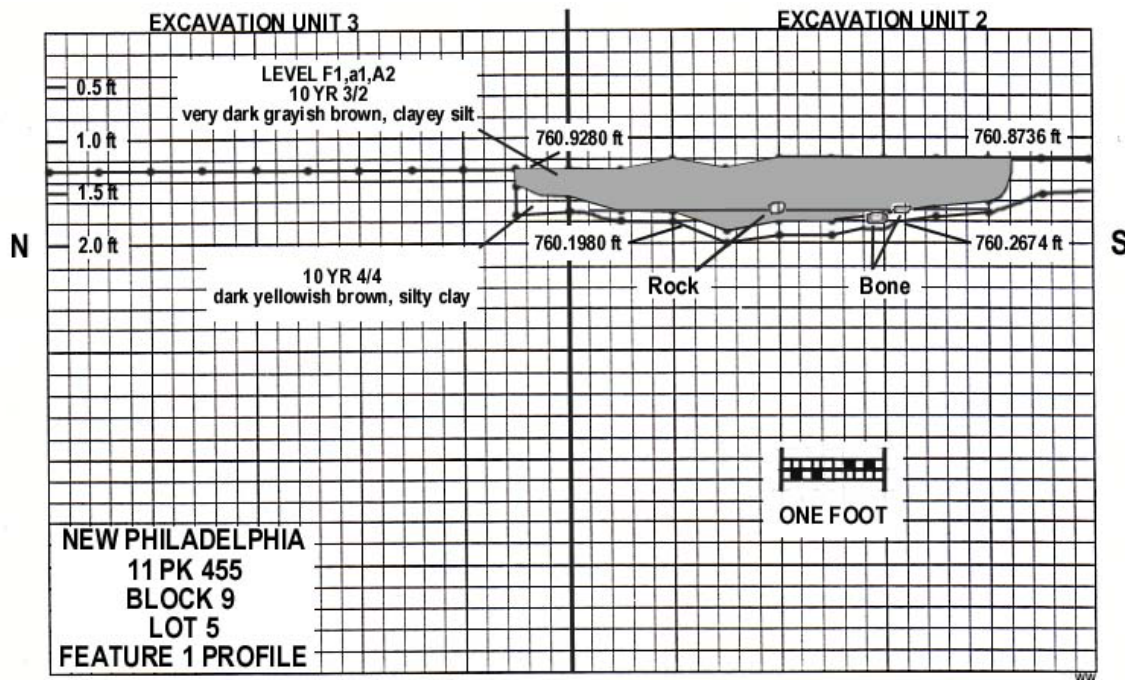 EXCAVATION UNIT 3
EXCAVATION UNIT 2
LEVEL F1,a1,A2
10 YR 3/2
very dark grayish brown, clayey silt
0.5 ft
1.0 ft
760.9280 ft
760.8736 ft
1.5 ft
N
2.0 ft
760.1980 ft
760.2674 ft
S
10 YR 4/4
dark yellowish brown, silty clay
Rock
Bone
ONE FOOT
NEW PHILADELPHIA
11 PK 455
BLOCK 9
LOT 5
FEATURE 1 PROFILE
WW